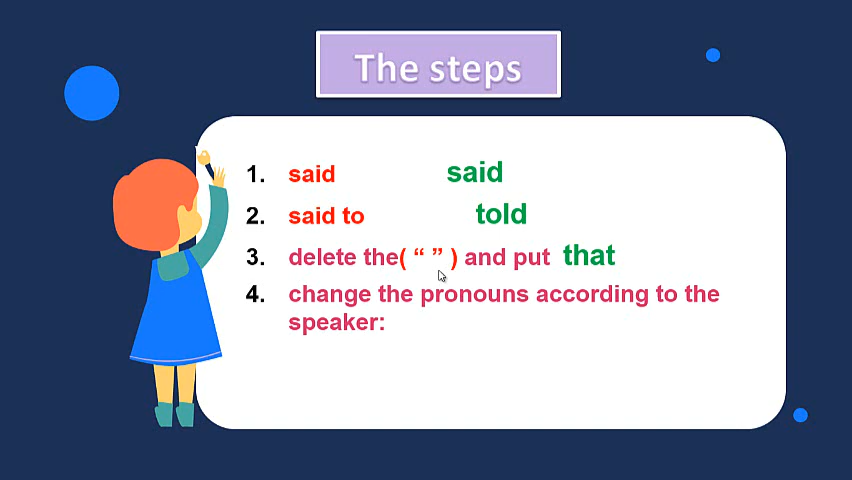 The steps
1. said said
2. said to told
3. delete the( “ ” ) and put that
4. change the pronouns according to the
speaker: